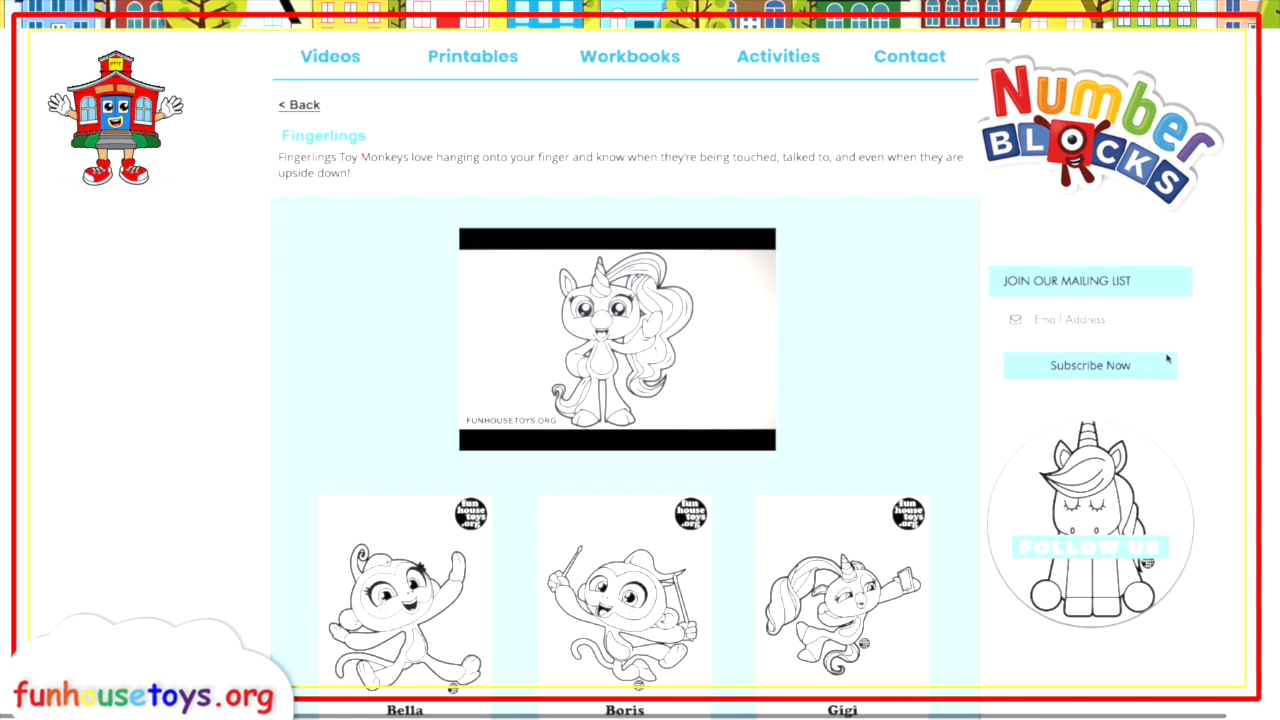 Videos Printables Workbooks Activities Contact
< Back
Fingerlings
Fingerlings Toy Monkeys love hanging onto your finger and know when they're being touched, talked to, and even when they are
upside down!
Number
BLOCKS
JOIN OUR MAILING LIST
Email Address
Subscribe Now
FUNHOUSETOYS.ORG
fun
house
toys
.org
fun
house
toys
.org
fun
house
toys
.org
FOLLOW US
Bella Boris Gigi
funhousetoys.org